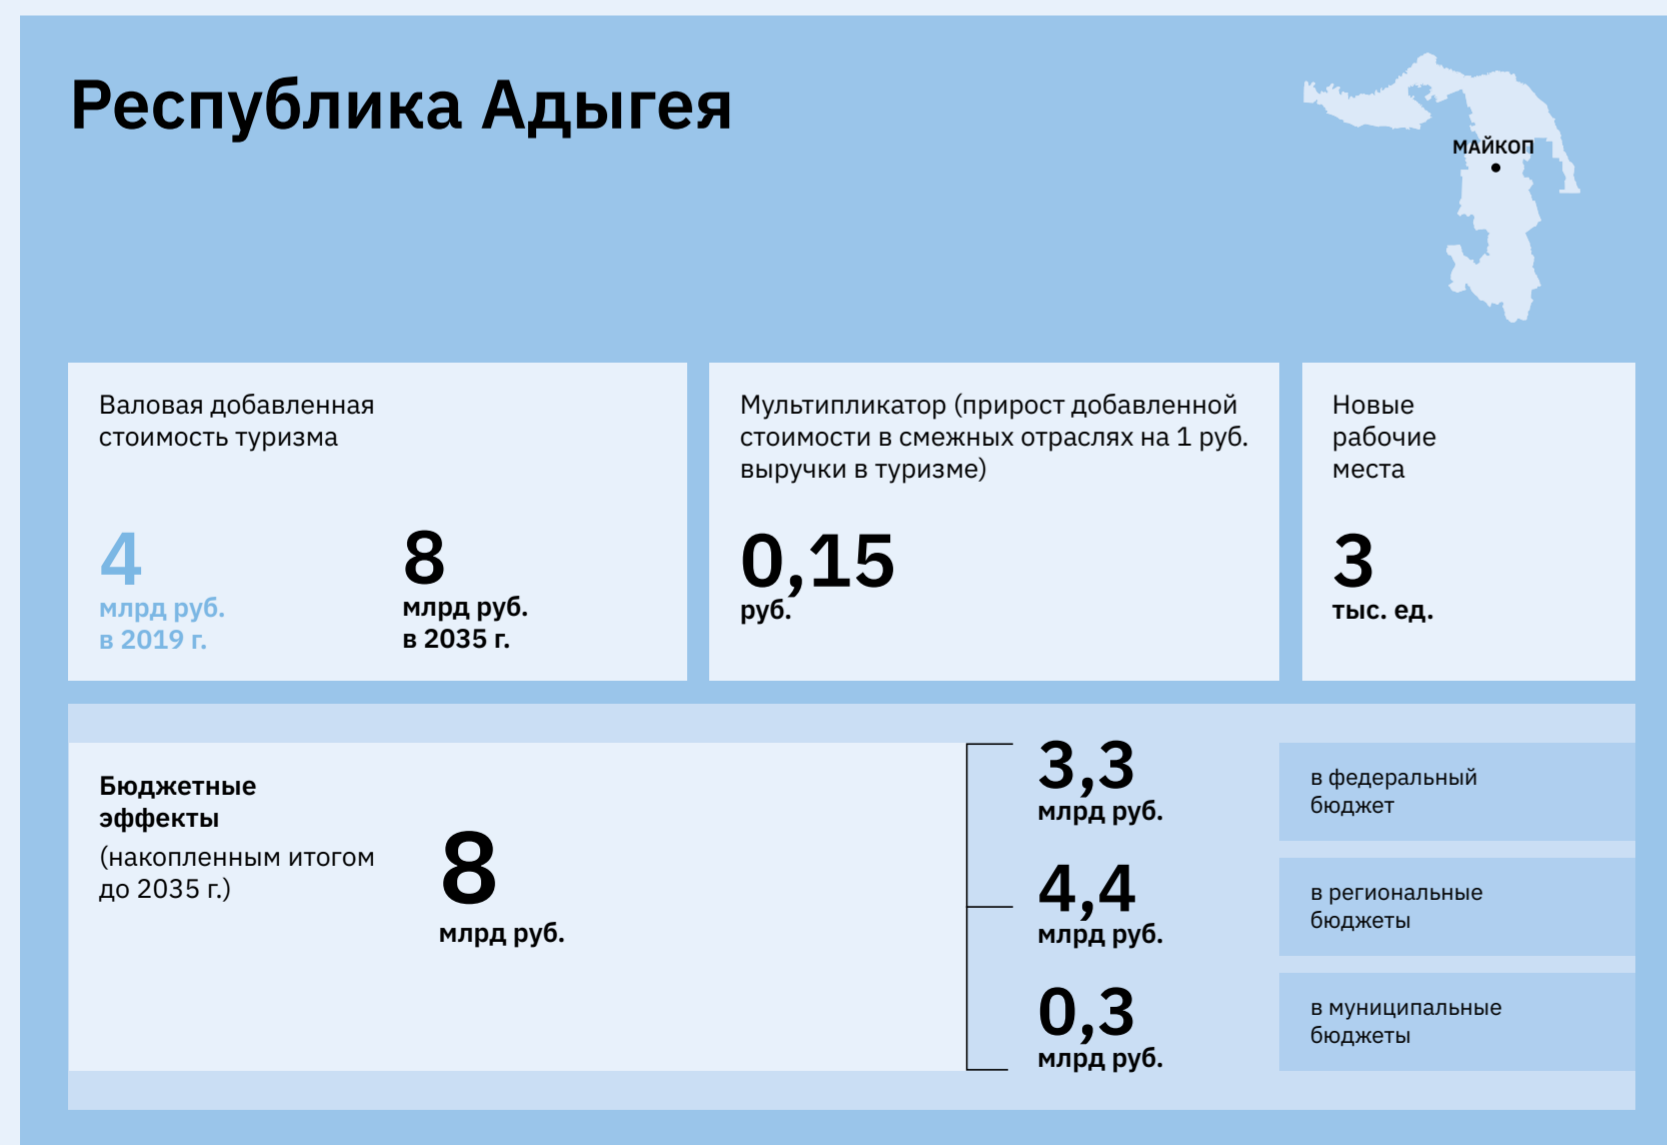 Республика Адыгея
МАЙКОП
Валовая добавленная
стоимость туризма
4
млрд руб.
в 2019 г.
8
млрд руб.
в 2035 г.
Мультипликатор (прирост добавленной
стоимости в смежных отраслях на 1 руб.
выручки в туризме)
0,15
руб.
Новые
рабочие
места
3
тыс. ед.
Бюджетные
эффекты
(накопленным итогом
до 2035 г.)
8
млрд руб.
3,3
млрд руб.
в федеральный
бюджет
4,4
млрд руб.
в региональные
бюджеты
0,3
млрд руб.
в муниципальные
бюджеты